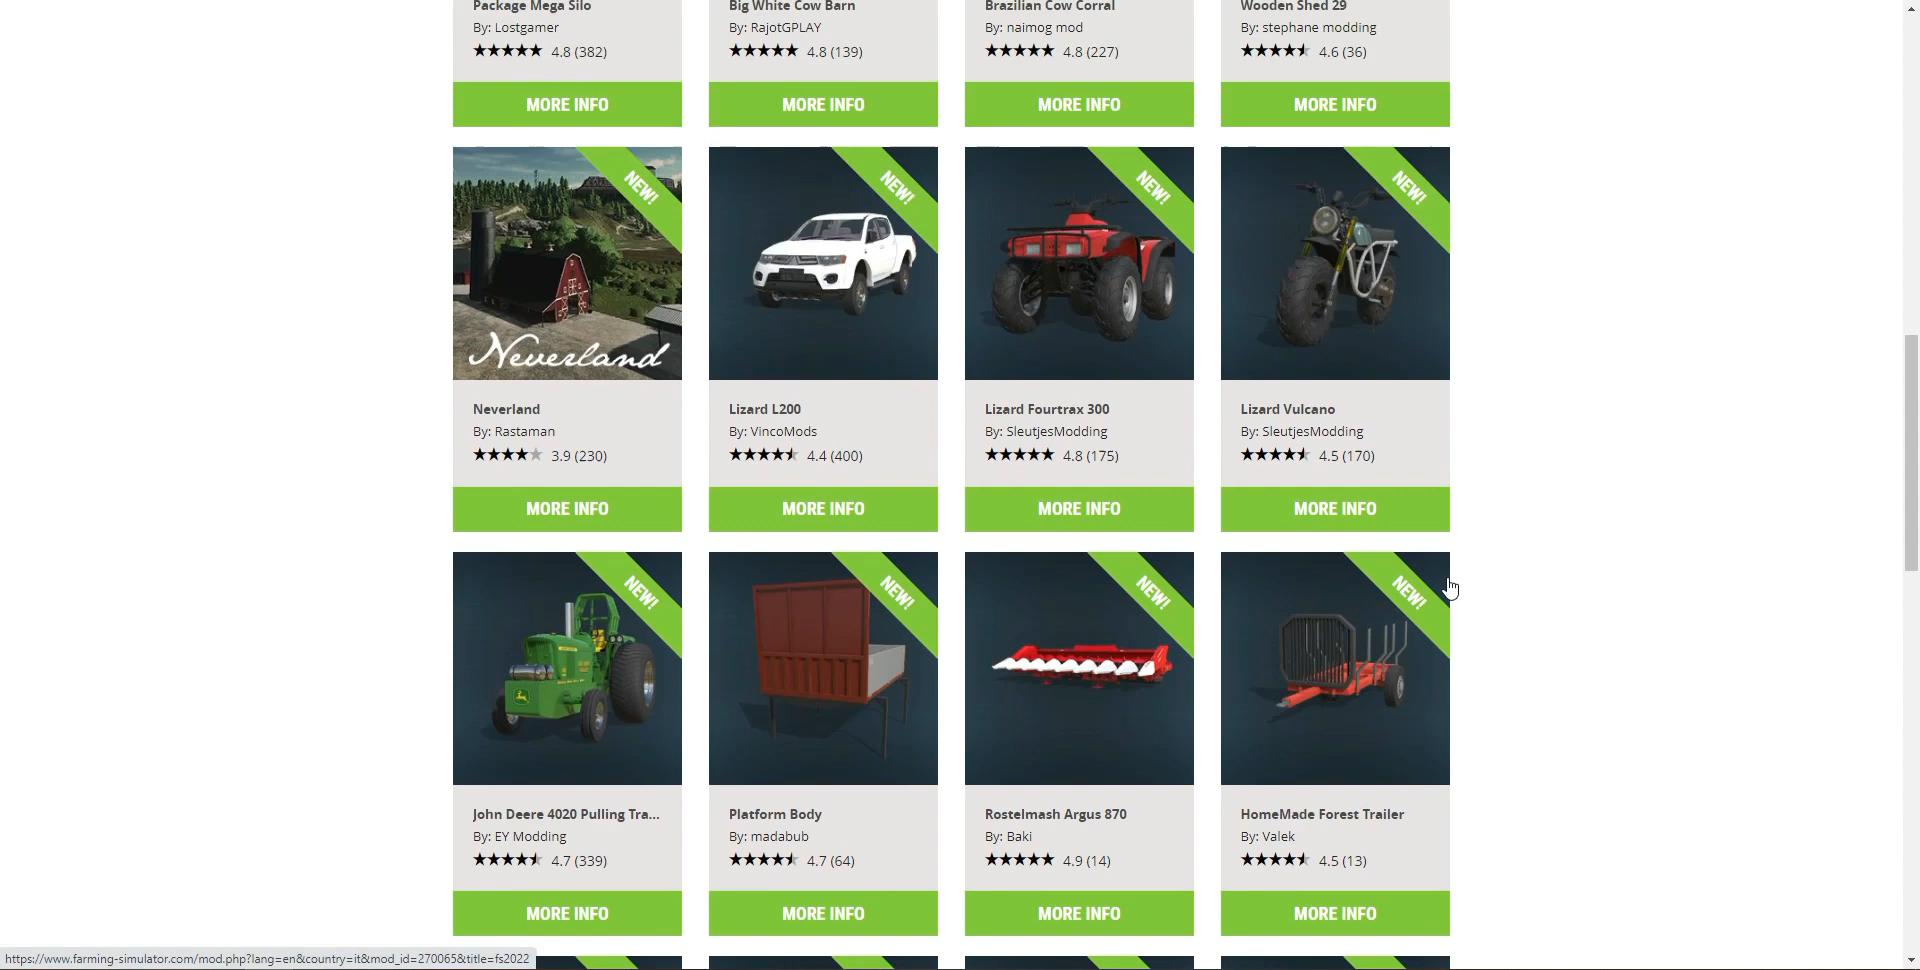 Package Mega Silo
By: Lostgamer
4.8 (382)
MORE INFO
Big White Cow Barn
By: RajotGPLAY
4.8 (139)
MORE INFO
Brazilian Cow Corral
By: naimog mod
4.8 (227)
MORE INFO
Wooden Shed 29
By: stephane modding
4.6 (36)
MORE INFO
NEW!
Neverland
Neverland
By: Rastaman
3.9 (230)
MORE INFO
NEW!
Lizard L200
By: VincoMods
4.4 (400)
MORE INFO
NEW!
Lizard Fourtrax 300
By: SleutjesModding
4.8 (175)
MORE INFO
NEW!
Lizard Vulcano
By: SleutjesModding
4.5 (170)
MORE INFO
NEW!
John Deere 4020 Pulling Tra...
By: EY Modding
4.7 (339)
MORE INFO
NEW!
Platform Body
By: madabub
4.7 (64)
MORE INFO
NEW!
Rostelmash Argus 870
By: Baki
4.9 (14)
MORE INFO
NEW!
HomeMade Forest Trailer
By: Valek
4.5 (13)
MORE INFO
https://www.farming-simulator.com/mod.php?lang=en&country=it&mod_id=270065&title=fs2022